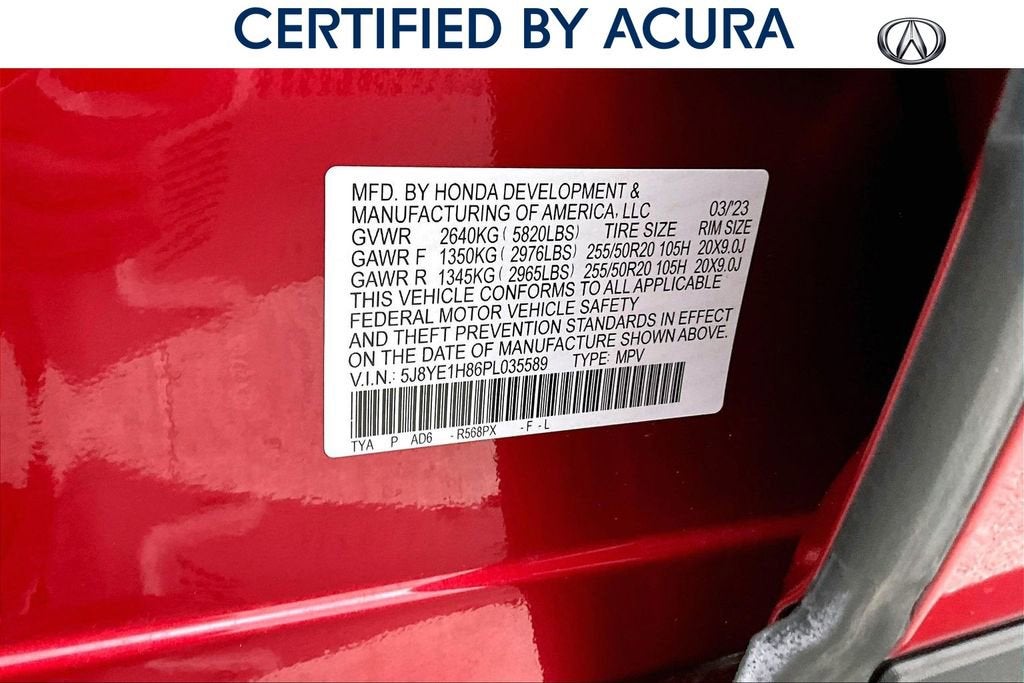 CERTIFIED BY ACURA
MFD. BY HONDA DEVELOPMENT &
MANUFACTURING OF AMERICA, LLC 03/'23
GVWR 2640KG ( 5820LBS) TIRE SIZE RIM SIZE
GAWR F 1350KG ( 2976LBS) 255/50R20 105H 20X9.0J
GAWR R 1345KG ( 2965LBS) 255/50R20 105H 20X9.0J
THIS VEHICLE CONFORMS TO ALL APPLICABLE
FEDERAL MOTOR VEHICLE SAFETY
AND THEFT PREVENTION STANDARDS IN EFFECT
ON THE DATE OF MANUFACTURE SHOWN ABOVE.
V.I.N.: 5J8YE1H86PL035589 TYPE: MPV
TYA P AD6 - R568PX - F - L